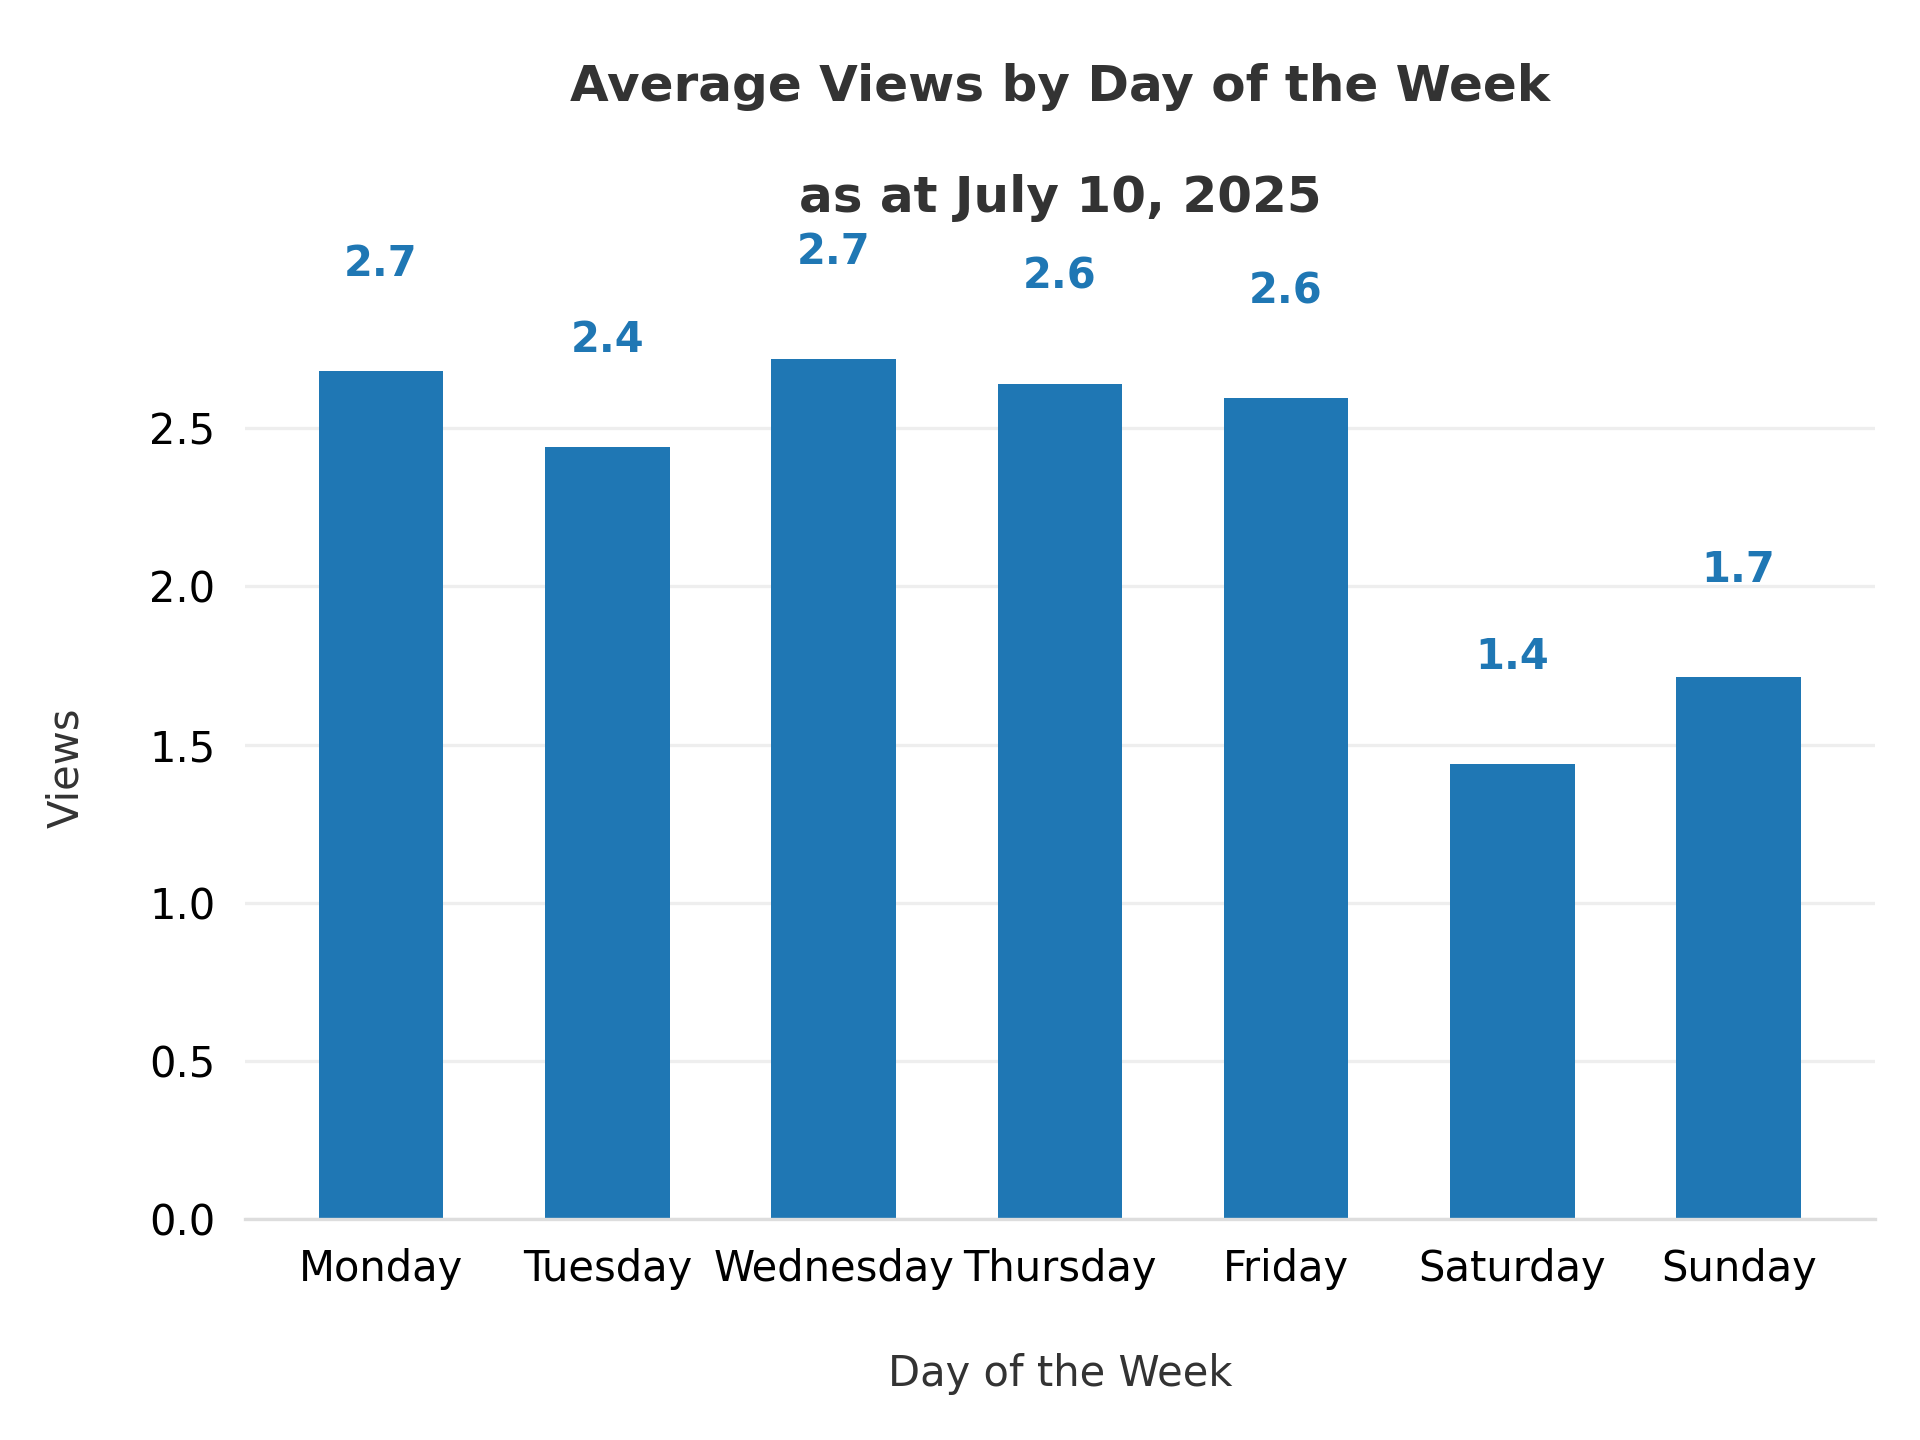 Average Views by Day of the Week
as at July 10, 2025
2.7
2.4
2.7
2.6
2.6
1.4
1.7
2.5
2.0
1.5
1.0
0.5
0.0
Views
Monday Tuesday Wednesday Thursday Friday Saturday Sunday
Day of the Week